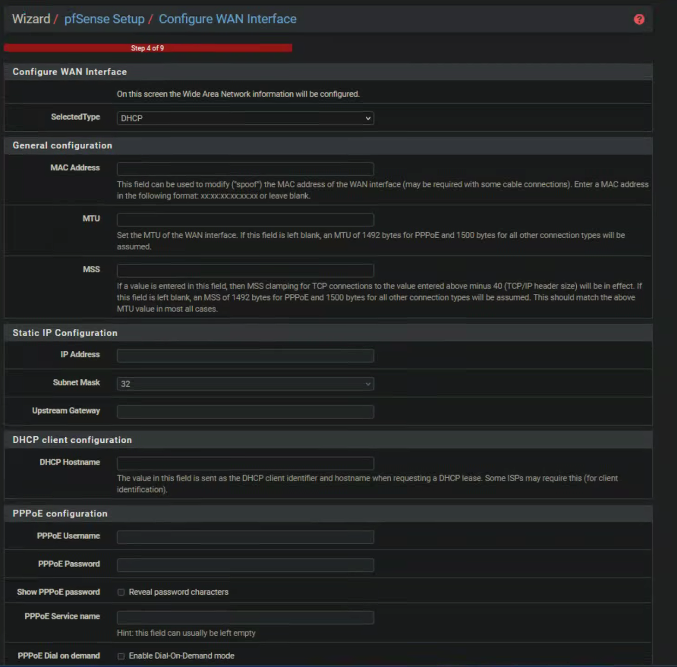 Wizard / pfSense Setup / Configure WAN Interface
?
Step 4 of 9
Configure WAN Interface
On this screen the Wide Area Network information will be configured.
SelectedType DHCP
General configuration
MAC Address
This field can be used to modify ("spoof") the MAC address of the WAN interface (may be required with some cable connections). Enter a MAC address
in the following format: xx:xx:xx:xx:xx:xx or leave blank.
MTU
Set the MTU of the WAN interface. If this field is left blank, an MTU of 1492 bytes for PPPoE and 1500 bytes for all other connection types will be
assumed.
MSS
If a value is entered in this field, then MSS clamping for TCP connections to the value entered above minus 40 (TCP/IP header size) will be in effect. If
this field is left blank, an MSS of 1492 bytes for PPPoE and 1500 bytes for all other connection types will be assumed. This should match the above
MTU value in most all cases.
Static IP Configuration
IP Address
Subnet Mask 32
Upstream Gateway
DHCP client configuration
DHCP Hostname
The value in this field is sent as the DHCP client identifier and hostname when requesting a DHCP lease. Some ISPs may require this (for client
identification).
PPPoE configuration
PPPoE Username
PPPoE Password
Show PPPoE password Reveal password characters
PPPoE Service name
Hint: this field can usually be left empty
PPPoE Dial on demand Enable Dial-On-Demand mode